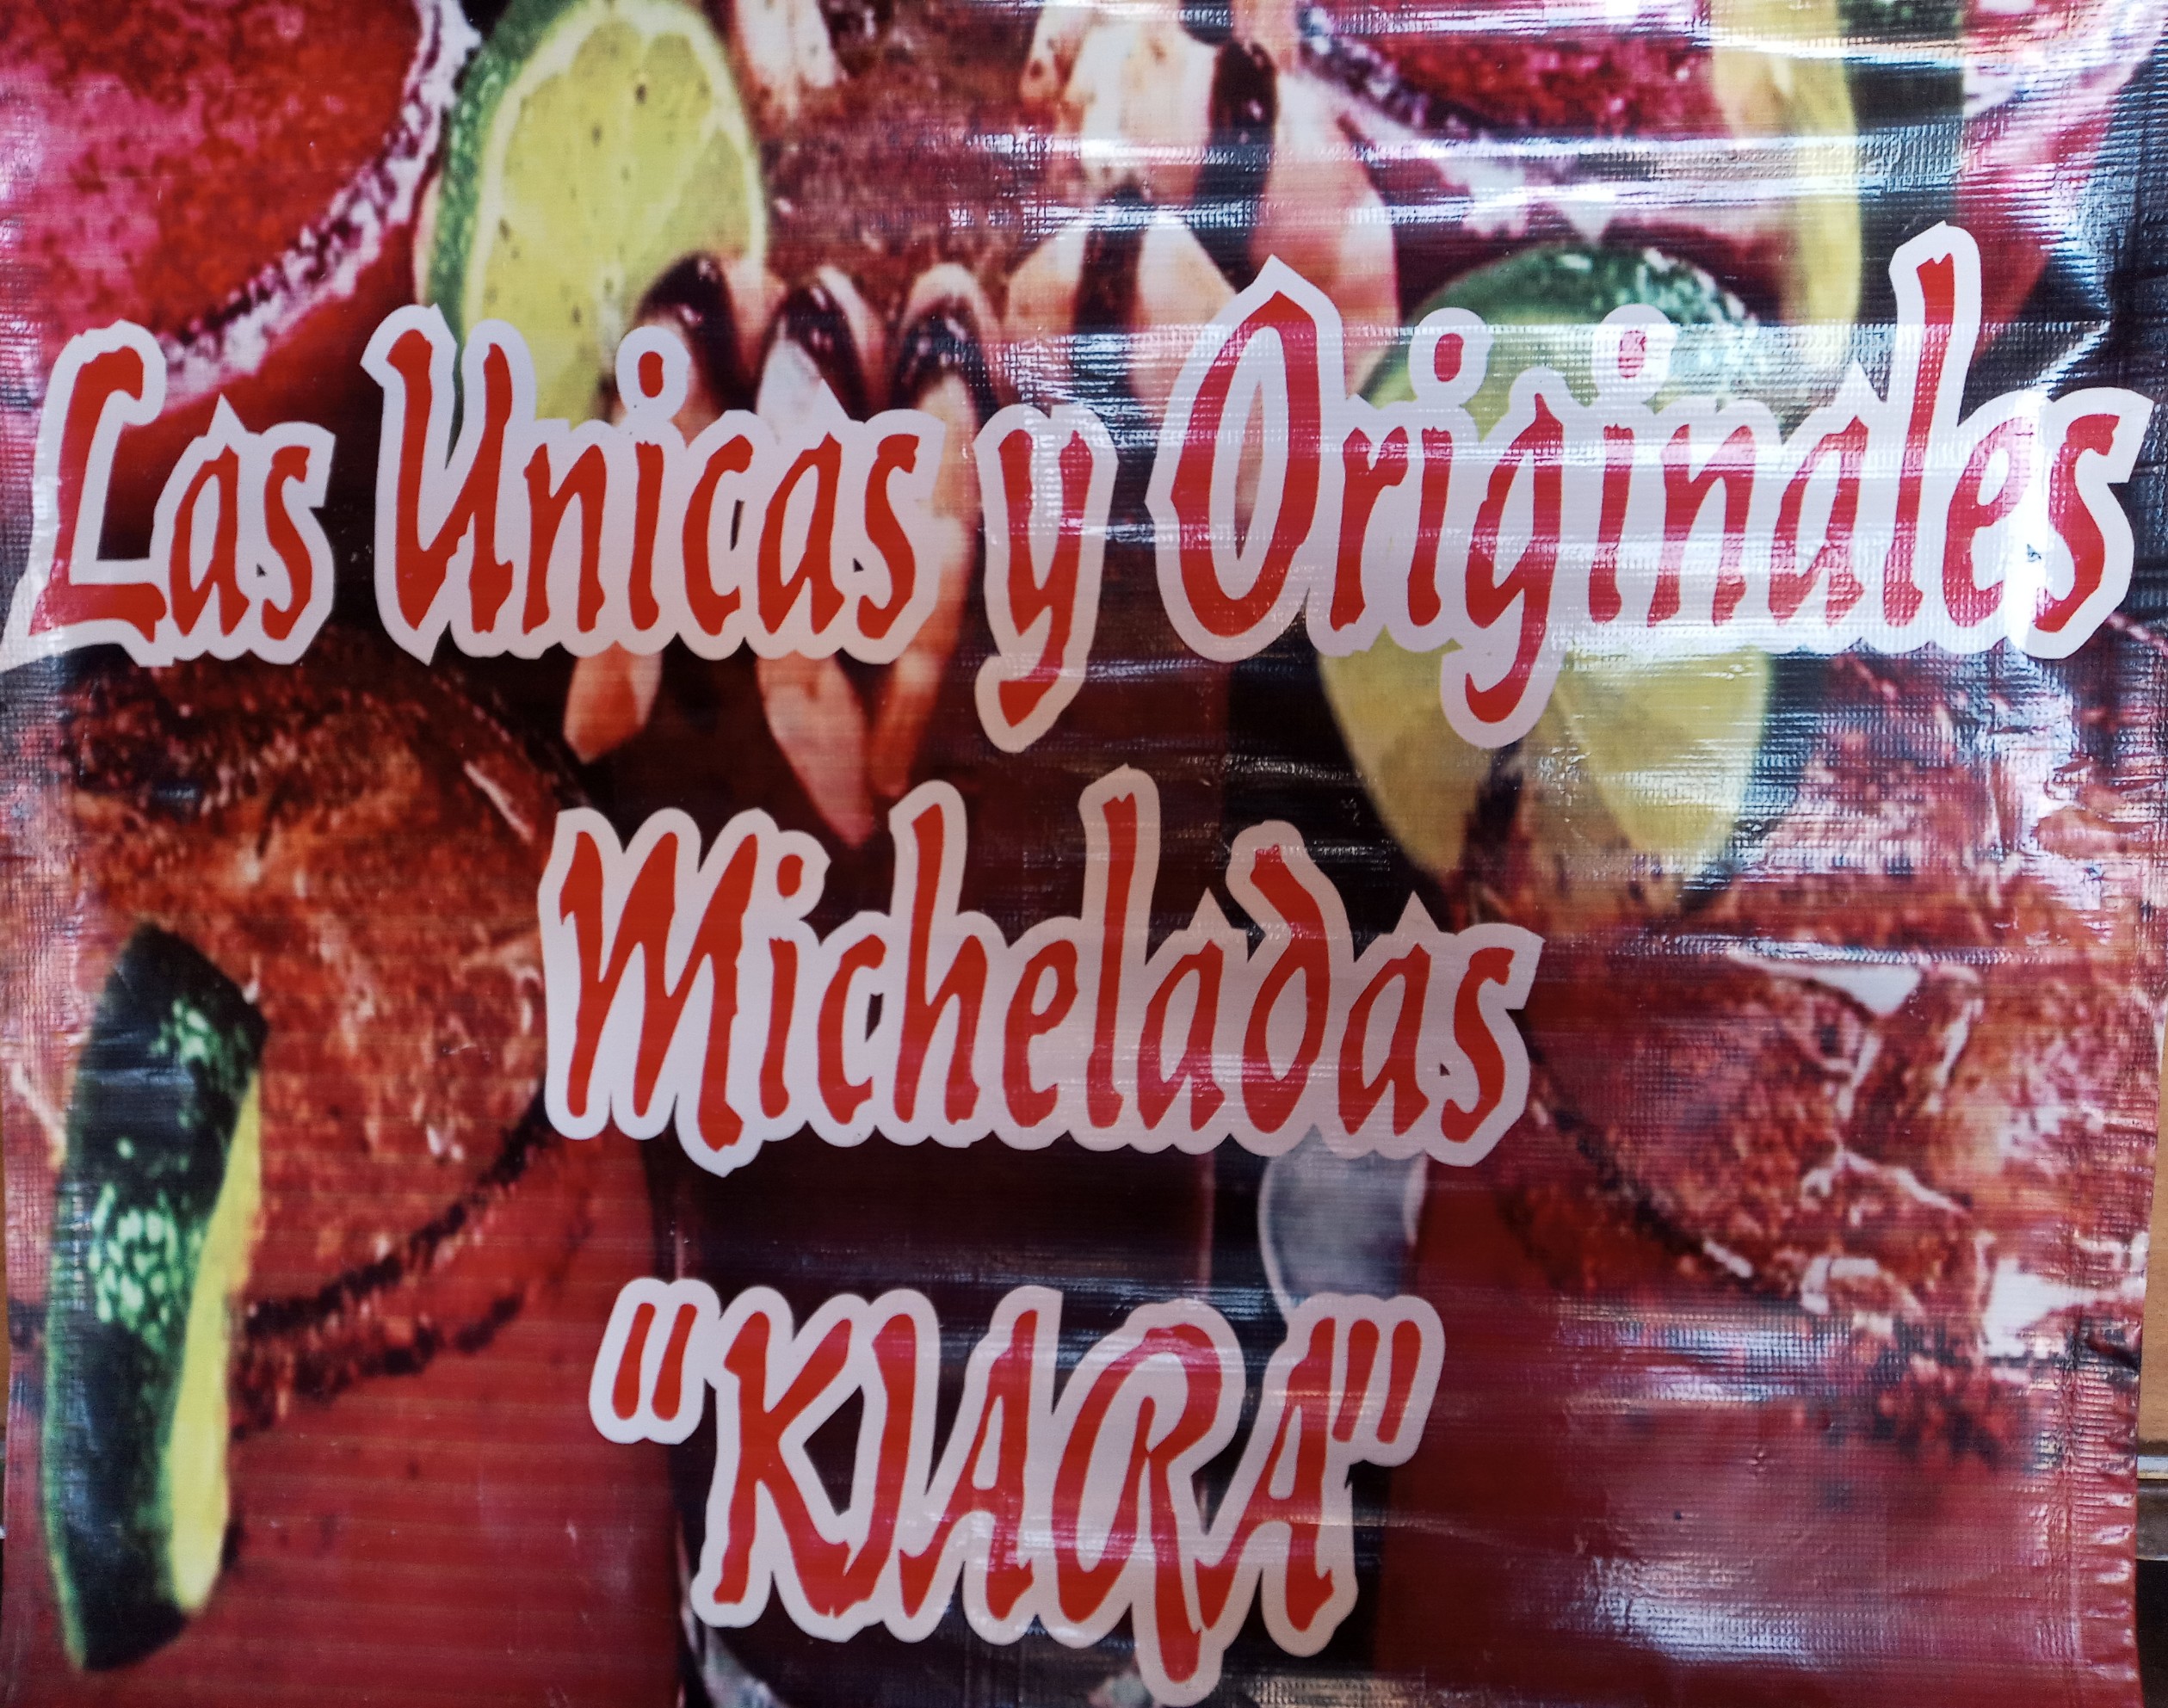 Las Unicas y Originales
Micheladas
"KIARA"